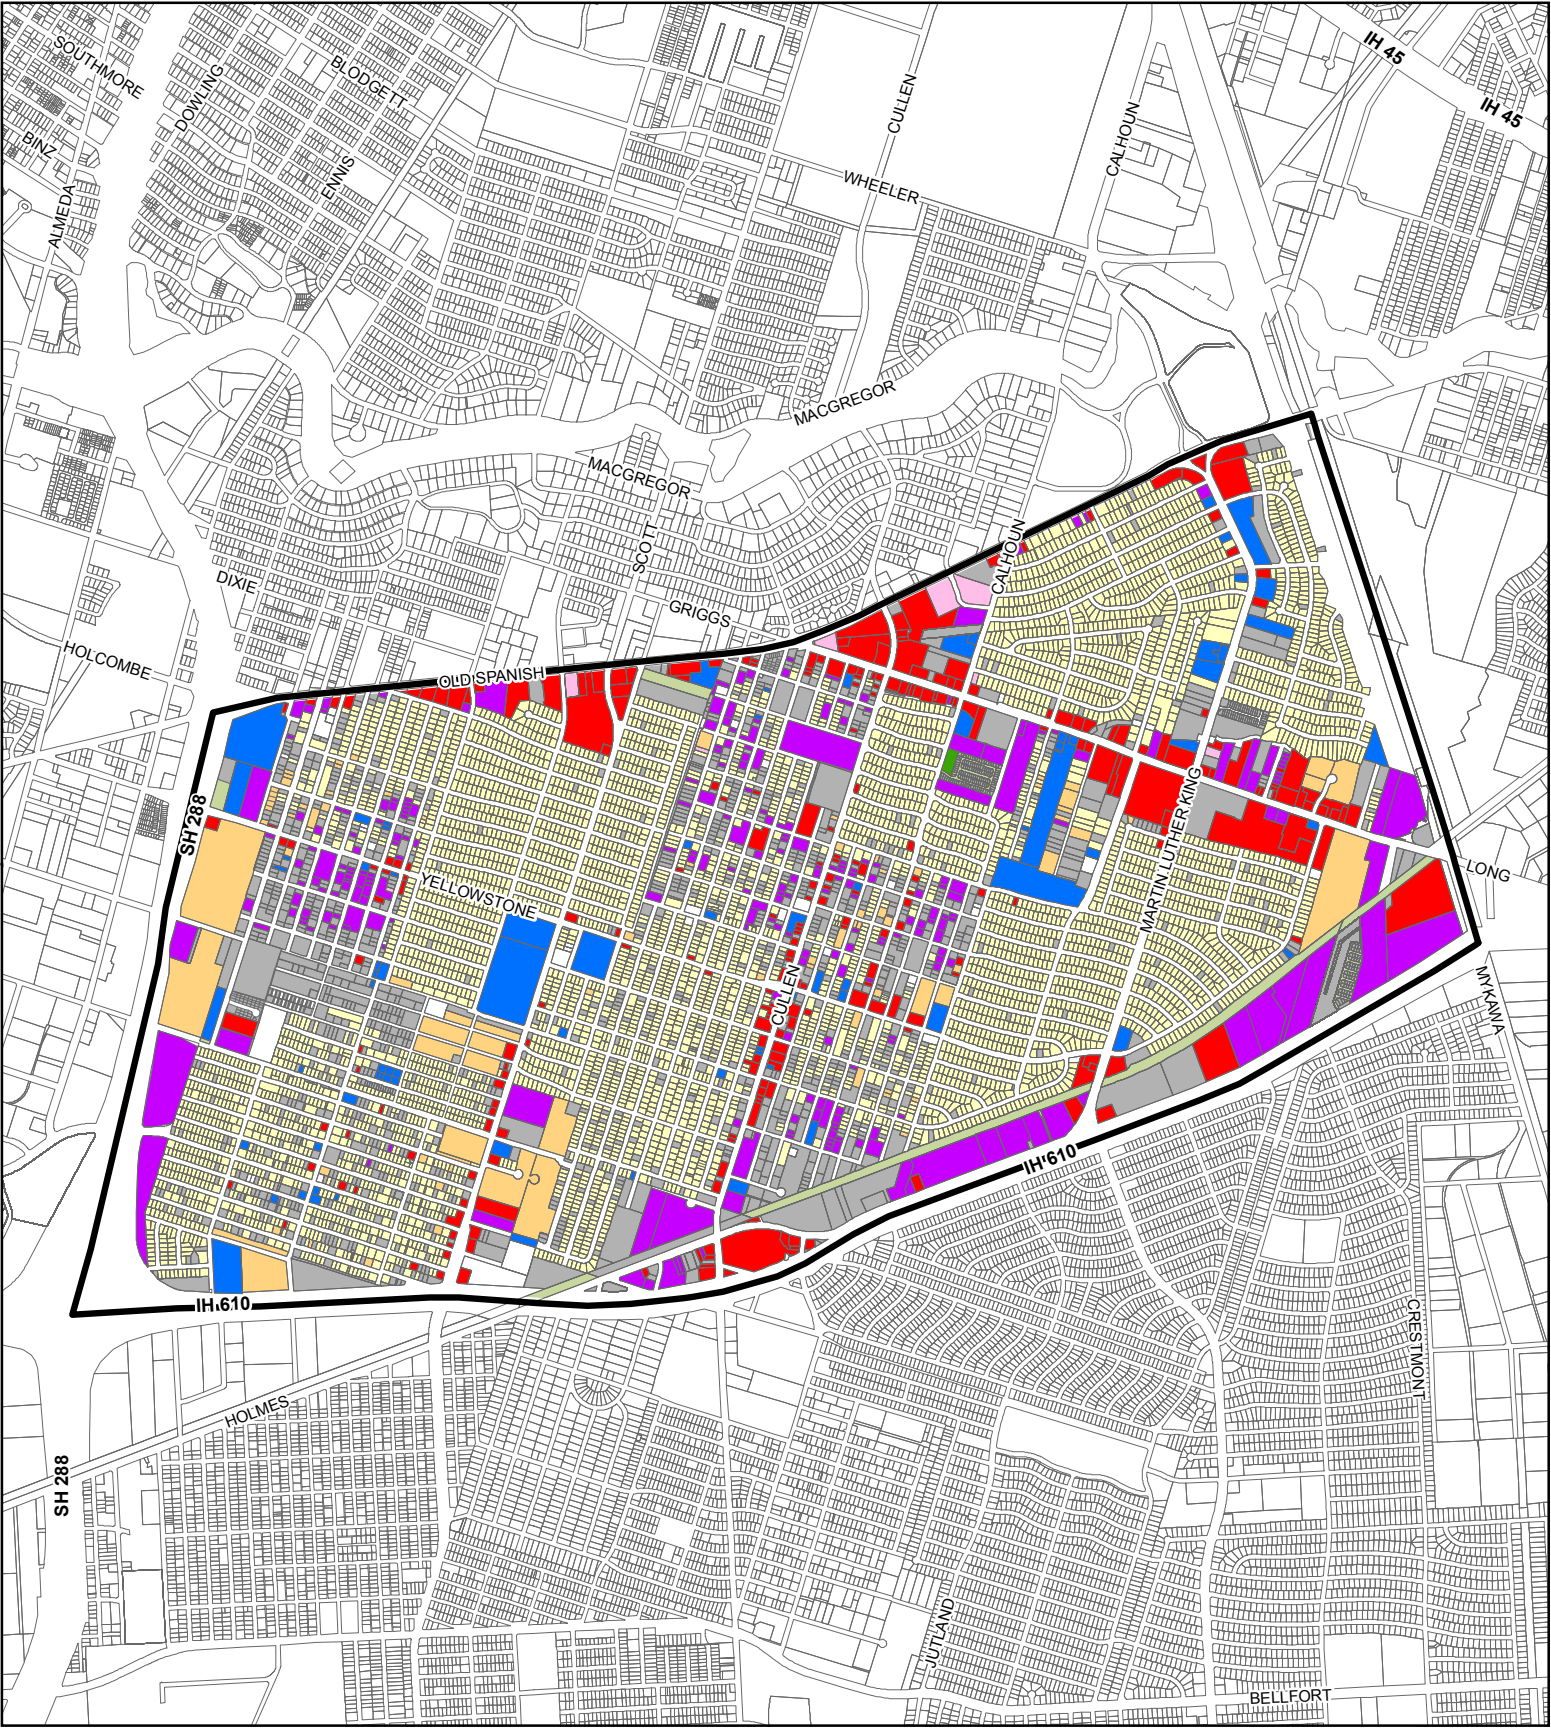 IH 45
SOUTHMORE
BLODGETT
DOWLING
CULLEN
IH 45
CALHOUN
BINZ
ENNIS
WHEELER
ALMEDA
MACGREGOR
MACGREGOR
SCOTT
CALHOUN
DIXIE
GRIGGS
HOLCOMBE
OLD SPANISH
SH 288
MARTIN LUTHER KING
LONG
YELLOWSTONE
CULLEN
MYKAWA
IH 610
IH 610
CRESTMONT
HOLMES
SH 288
JUTLAND
BELLFORT